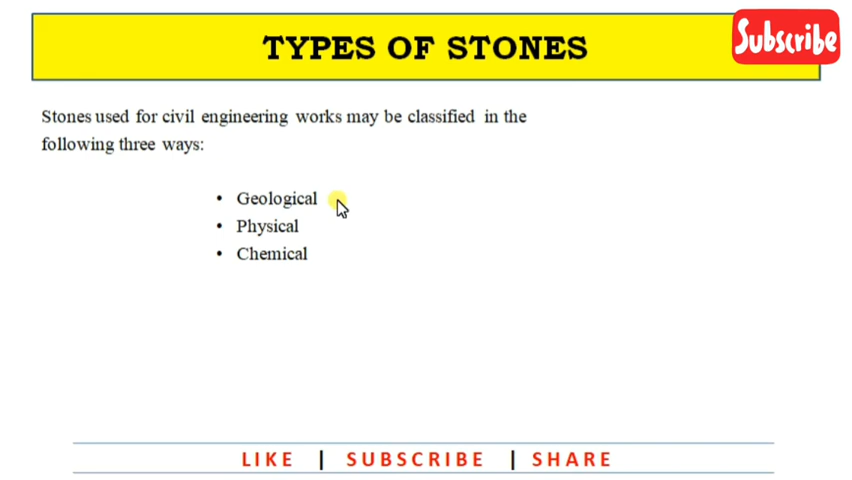 TYPES OF STONES
Subscribe
Stones used for civil engineering works may be classified in the
following three ways:
• Geological
• Physical
• Chemical
LIKE | SUBSCRIBE | SHARE